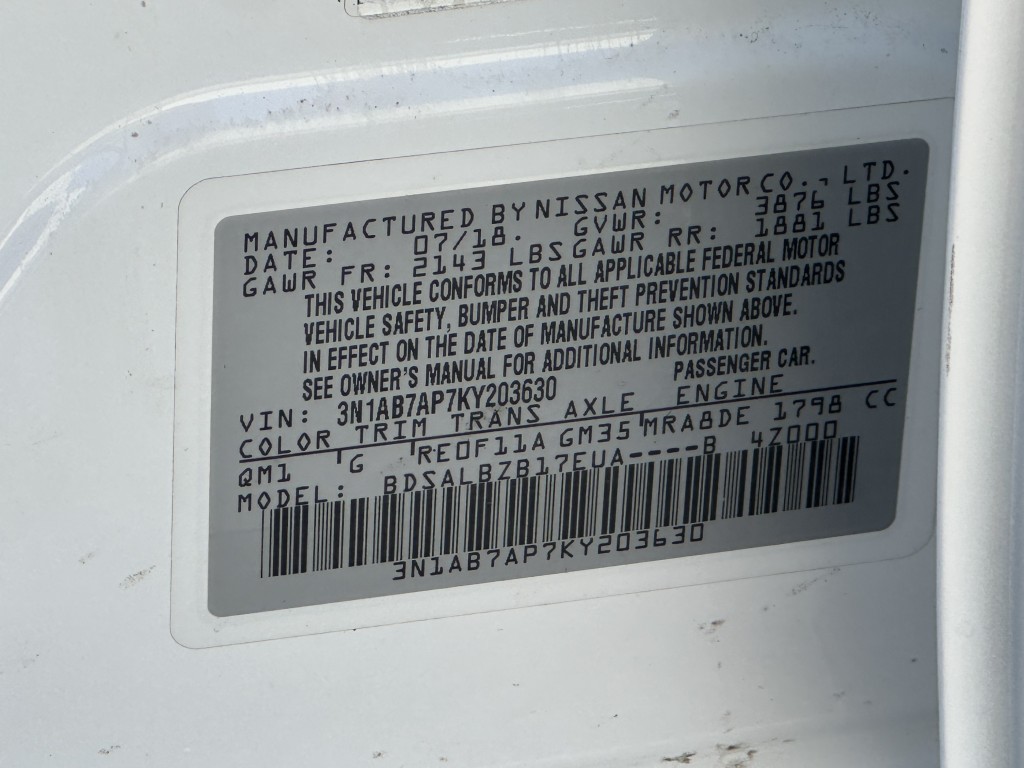 MANUFACTURED BY NISSAN MOTOR CO., LTD.
DATE: 07/18. GVWR: 3876 LBS
GAWR FR: 2143 LBS GAWR RR: 1881 LBS
THIS VEHICLE CONFORMS TO ALL APPLICABLE FEDERAL MOTOR
VEHICLE SAFETY, BUMPER AND THEFT PREVENTION STANDARDS
IN EFFECT ON THE DATE OF MANUFACTURE SHOWN ABOVE.
SEE OWNER'S MANUAL FOR ADDITIONAL INFORMATION.
VIN: 3N1AB7AP7KY203630 PASSENGER CAR.
COLOR TRIM TRANS AXLE ENGINE
QM1 G RE0F11A GM35 MRA8DE 1798 CC
MODEL: BDSALBZB17EUA----B 4Z000
3N1AB7AP7KY203630